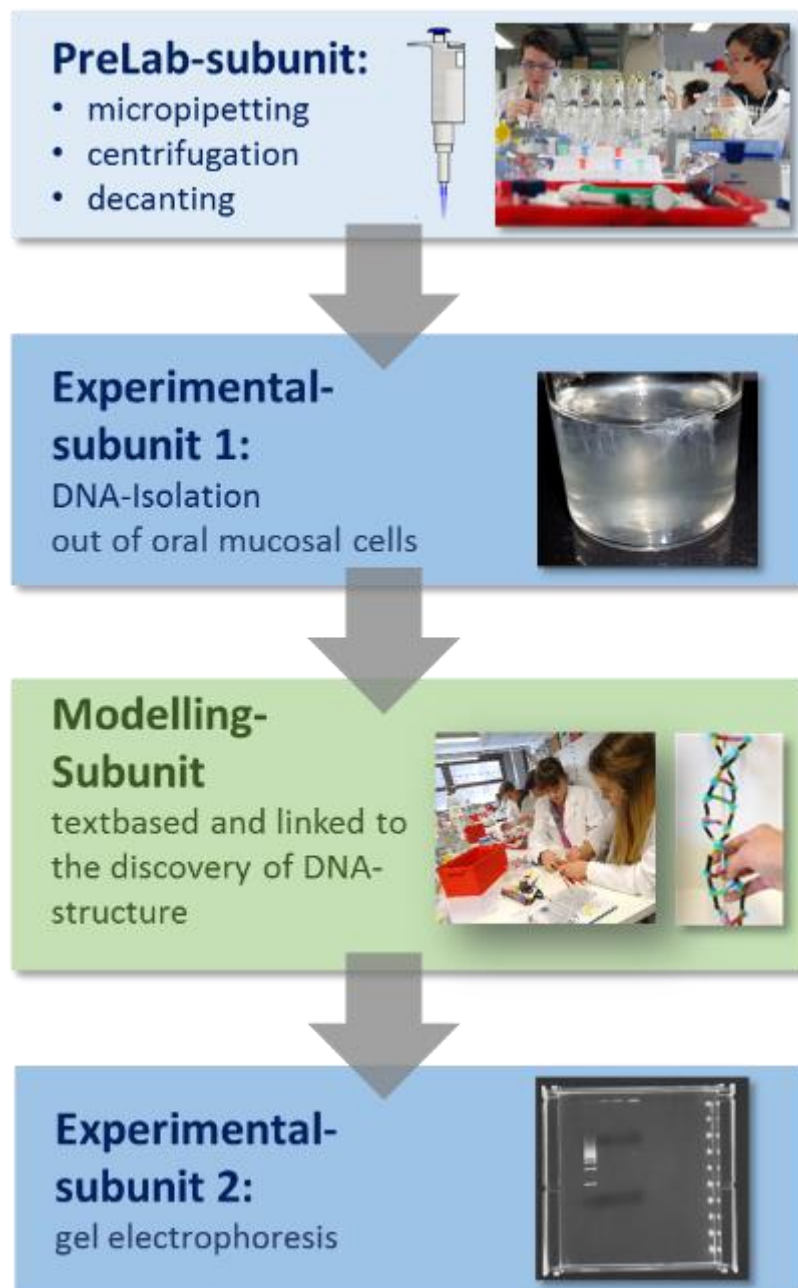 PreLab-subunit:
• micropipetting
• centrifugation
• decanting
Experimental-
subunit 1:
DNA-Isolation
out of oral mucosal cells
Modelling-
Subunit
textbased and linked to
the discovery of DNA-
structure
Experimental-
subunit 2:
gel electrophoresis